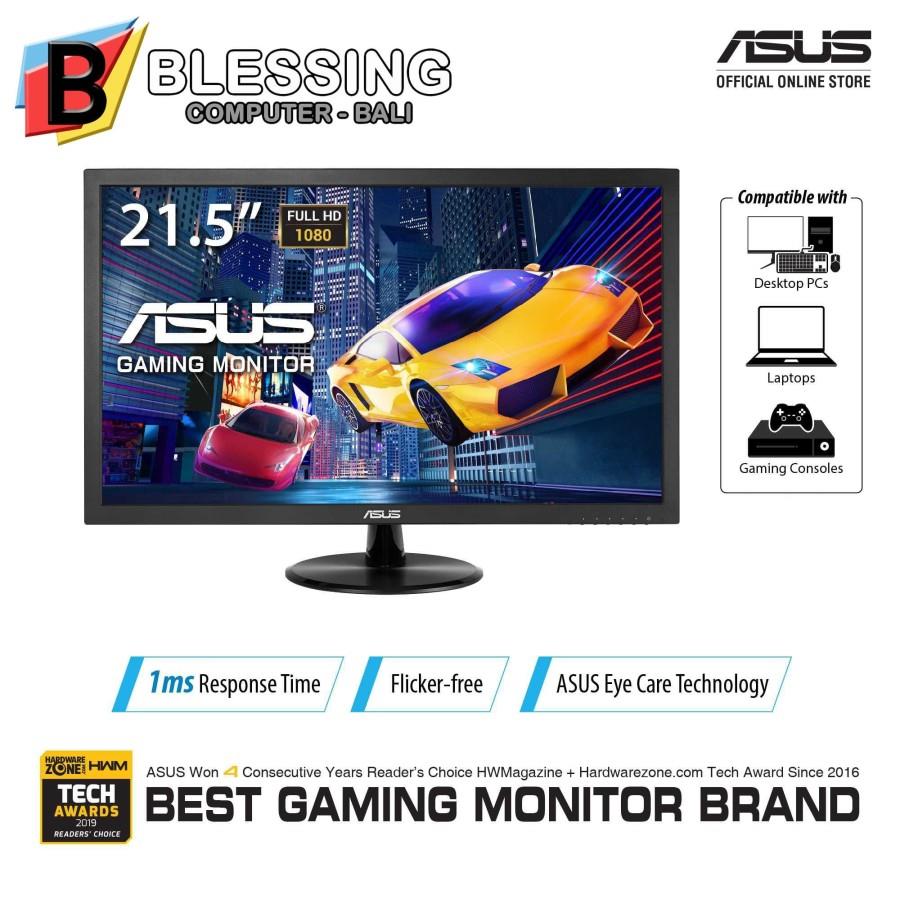 B
BLESSING
COMPUTER - BALI
ASUS
OFFICIAL ONLINE STORE
21.5”
FULL HD
1080
ASUS®
GAMING MONITOR
ASUS
Compatible with
Desktop PCs
Laptops
Gaming Consoles
1ms Response Time
Flicker-free
ASUS Eye Care Technology
HARDWARE
ZONE.COM HWM
TECH
AWARDS
2019
READERS' CHOICE
ASUS Won 4 Consecutive Years Reader’s Choice HWMagazine + Hardwarezone.com Tech Award Since 2016
BEST GAMING MONITOR BRAND